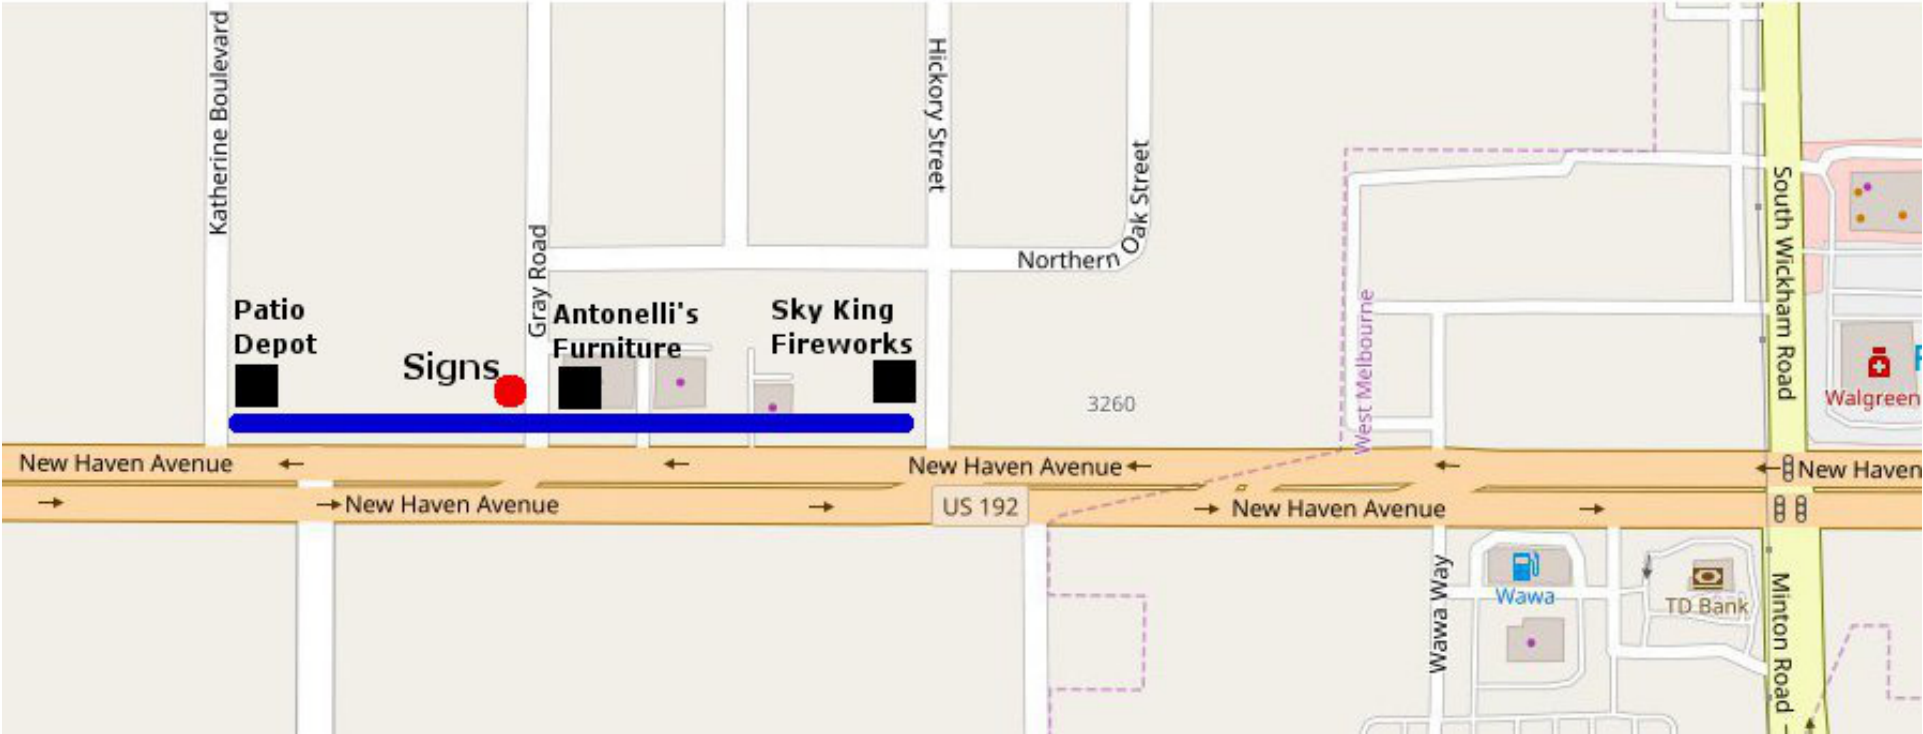 Katherine Boulevard
Hickory Street
Oak Street
South Wickham Road
Gray Road
Northern
Patio
Depot
Signs
Antonelli's
Furniture
Sky King
Fireworks
West Melbourne
3260
Walgreen
New Haven Avenue
New Haven Avenue
New Haven
New Haven Avenue
US 192
New Haven Avenue
Wawa Way
Wawa
TD Bank
Minton Road